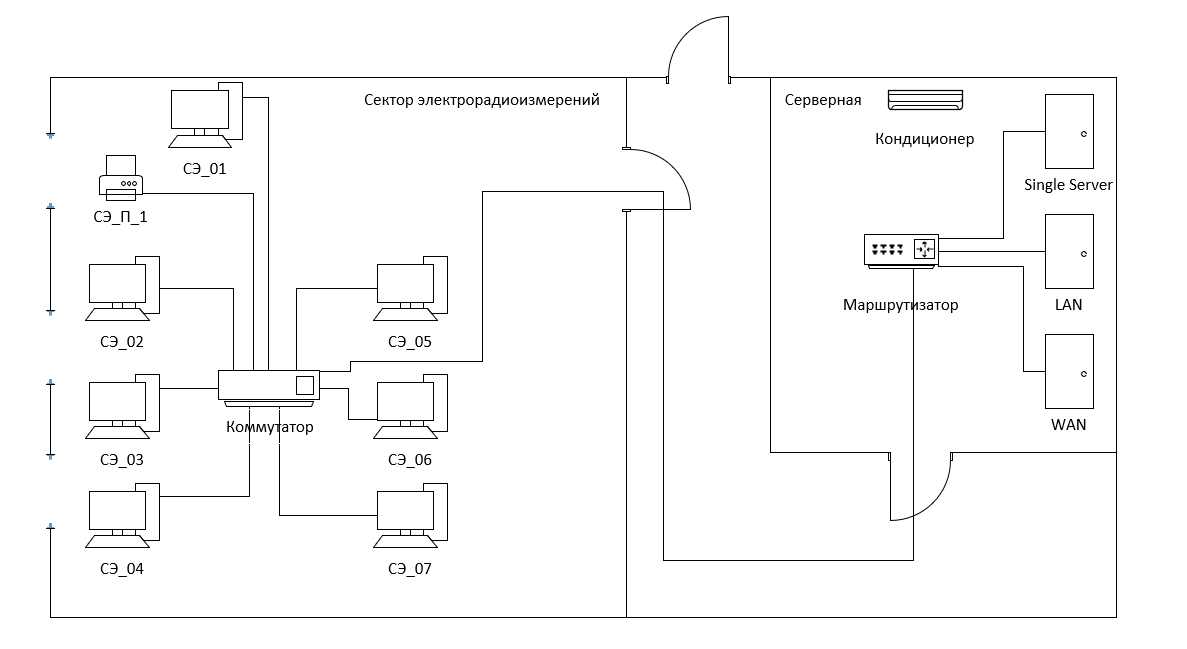 Сектор электрорадиоизмерений
Серверная
Кондиционер
СЭ_01
Single Server
СЭ_П_1
Маршрутизатор
LAN
СЭ_02
СЭ_05
Коммутатор
WAN
СЭ_03
СЭ_06
СЭ_04
СЭ_07